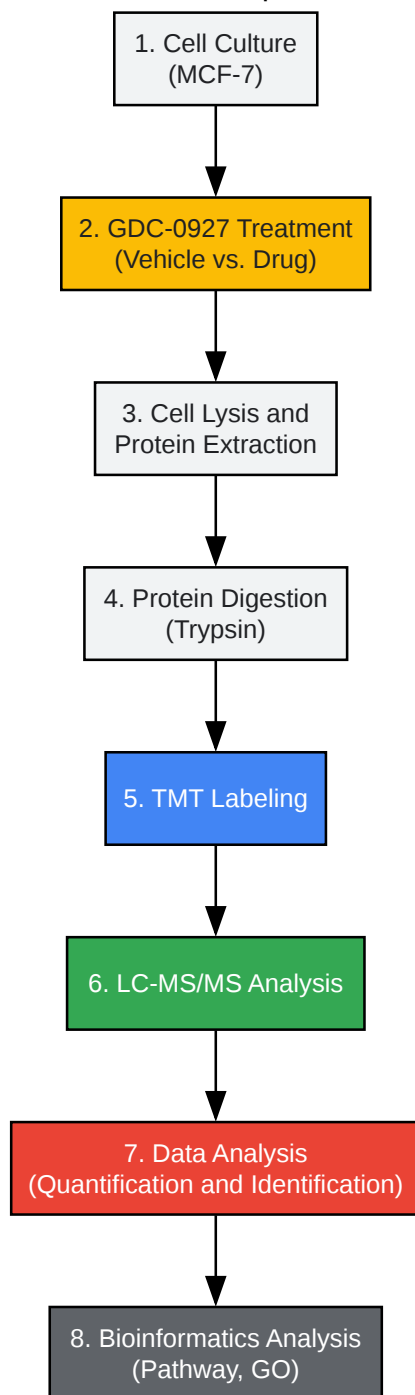 1. Cell Culture
(MCF-7)
2. GDC-0927 Treatment
(Vehicle vs. Drug)
3. Cell Lysis and
Protein Extraction
4. Protein Digestion
(Trypsin)
5. TMT Labeling
6. LC-MS/MS Analysis
7. Data Analysis
(Quantification and Identification)
8. Bioinformatics Analysis
(Pathway, GO)